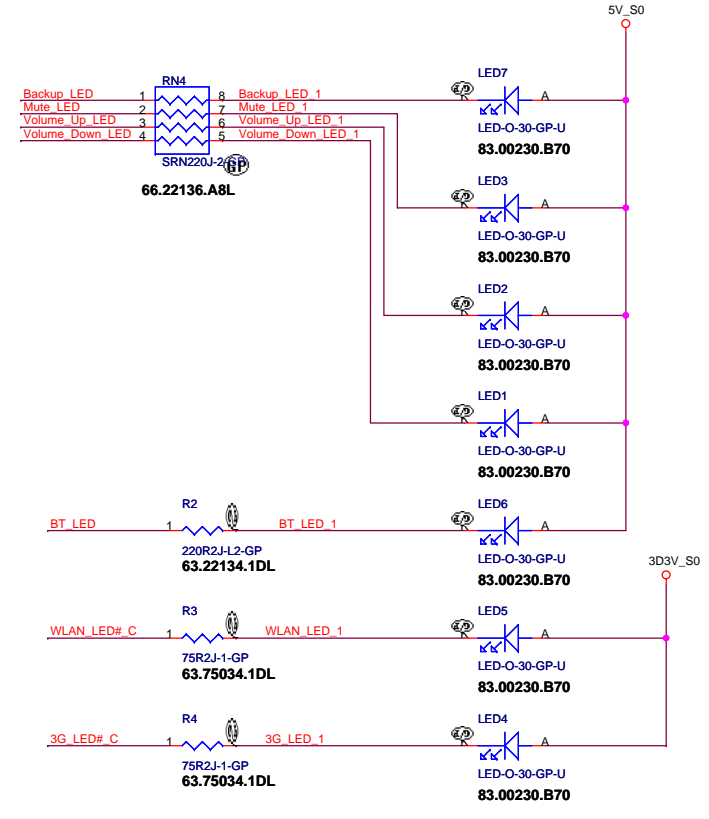 5V_S0
RN4
LED7
Backup_LED 1 8 Backup_LED_1 A
Mute_LED 2 7 Mute_LED_1
Volume_Up_LED 3 6 Volume_Up_LED_1
Volume_Down_LED 4 5 Volume_Down_LED_1
LED-O-30-GP-U
83.00230.B70
SRN220J-2-GP
GP
66.22136.A8L
LED3
A
LED-O-30-GP-U
83.00230.B70
LED2
A
LED-O-30-GP-U
83.00230.B70
LED1
A
LED-O-30-GP-U
83.00230.B70
R2
LED6
BT_LED 1 BT_LED_1 A
220R2J-L2-GP
63.22134.1DL
LED-O-30-GP-U
83.00230.B70
3D3V_S0
R3
LED5
WLAN_LED#_C 1 WLAN_LED_1 A
75R2J-1-GP
63.75034.1DL
LED-O-30-GP-U
83.00230.B70
R4
LED4
3G_LED#_C 1 3G_LED_1 A
75R2J-1-GP
63.75034.1DL
LED-O-30-GP-U
83.00230.B70